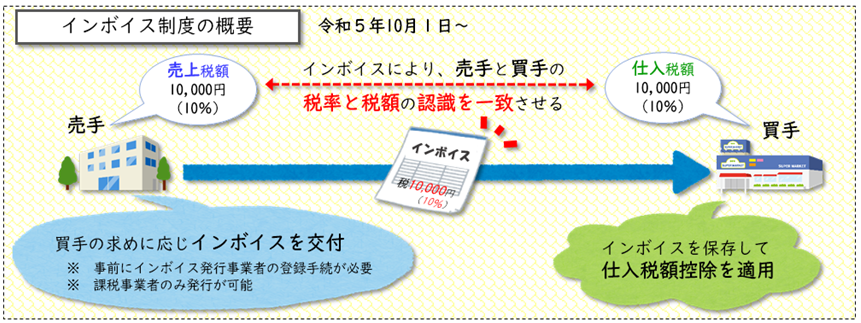 インボイス制度の概要
令和5年10月1日~
売上税額
10,000円
(10%)
インボイスにより、売手と買手の
税率と税額の認識を一致させる
仕入税額
10,000円
(10%)
売手
買手
インボイス
税10,000円
(10%)
SUPER MARKET
買手の求めに応じインボイスを交付
※ 事前にインボイス発行事業者の登録手続が必要
※ 課税事業者のみ発行が可能
インボイスを保存して
仕入税額控除を適用